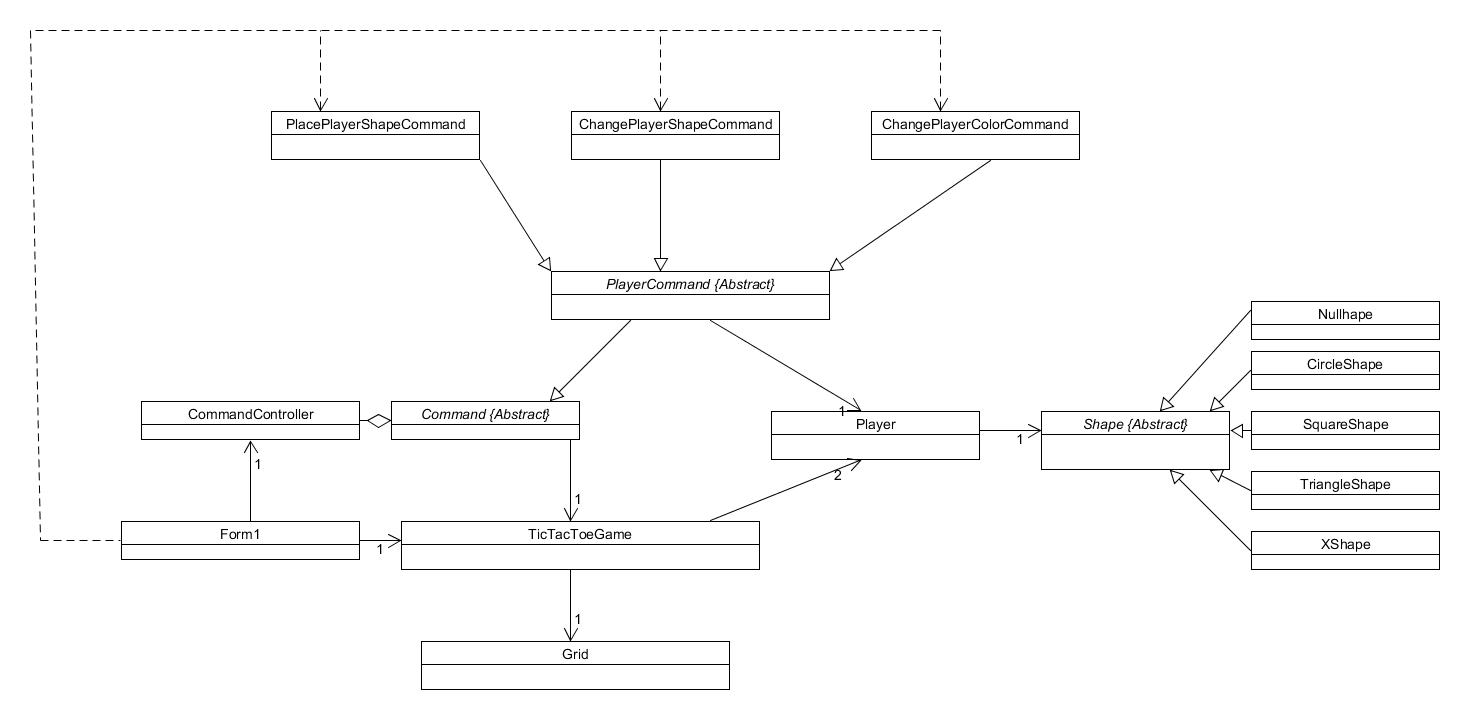 PlacePlayerShapeCommand
ChangePlayerShapeCommand
ChangePlayerColorCommand
PlayerCommand {Abstract}
Nullhape
CircleShape
CommandController
Command {Abstract}
1
Player
Shape {Abstract}
SquareShape
1
1
2
TriangleShape
1
Form1
1
TicTacToeGame
XShape
1
Grid